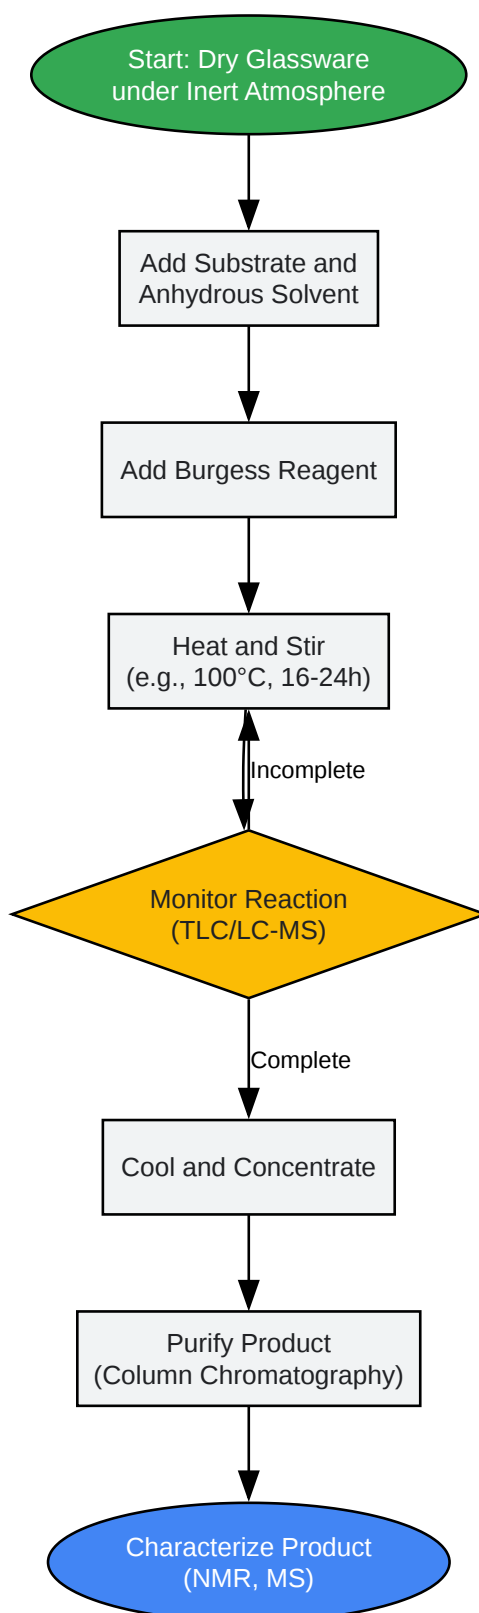 Start: Dry Glassware
under Inert Atmosphere
Add Substrate and
Anhydrous Solvent
Add Burgess Reagent
Heat and Stir
(e.g., 100°C, 16-24h)
Incomplete
Monitor Reaction
(TLC/LC-MS)
Complete
Cool and Concentrate
Purify Product
(Column Chromatography)
Characterize Product
(NMR, MS)